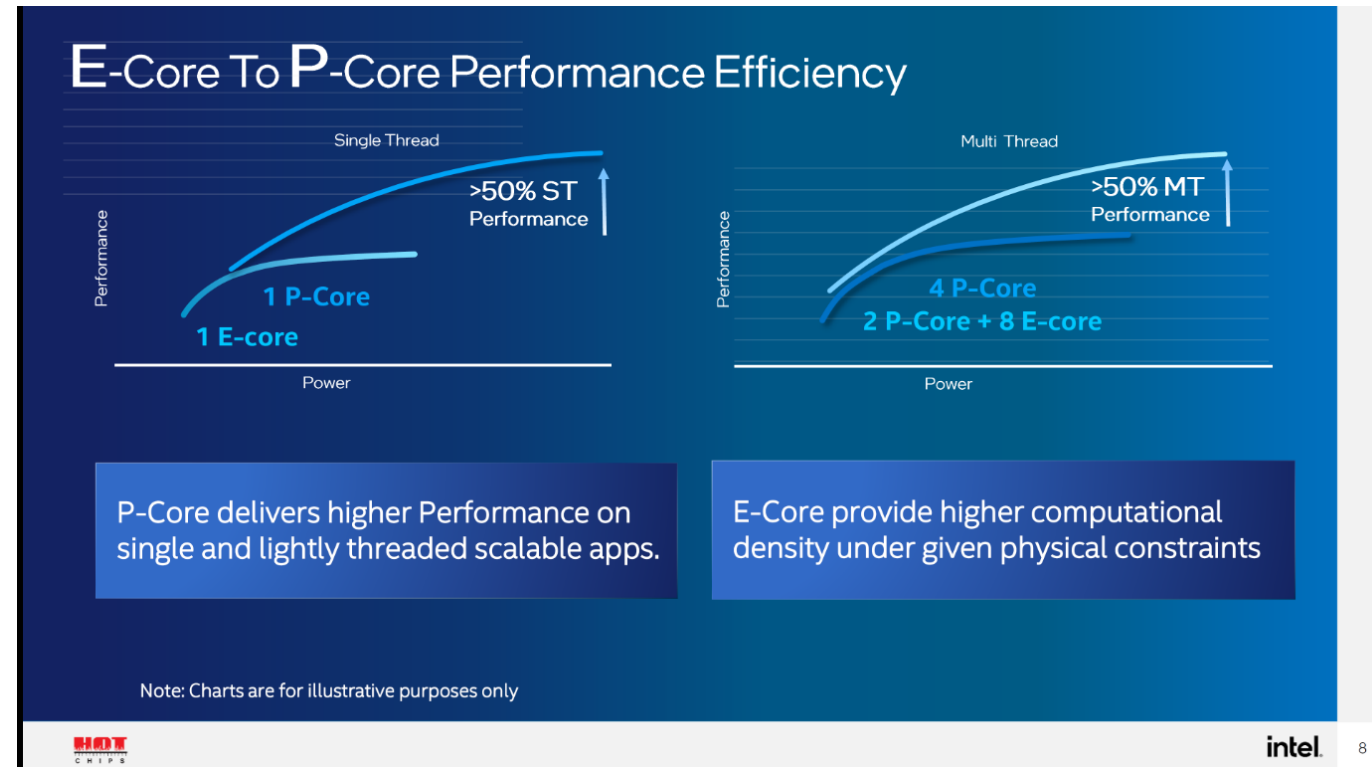 E-Core To P-Core Performance Efficiency
Single Thread
>50% ST
Performance
Performance
1 P-Core
1 E-core
Power
Multi Thread
>50% MT
Performance
Performance
4 P-Core
2 P-Core + 8 E-core
Power
P-Core delivers higher Performance on
single and lightly threaded scalable apps.
E-Core provide higher computational
density under given physical constraints
Note: Charts are for illustrative purposes only
HOT
CHIPS
intel.
8